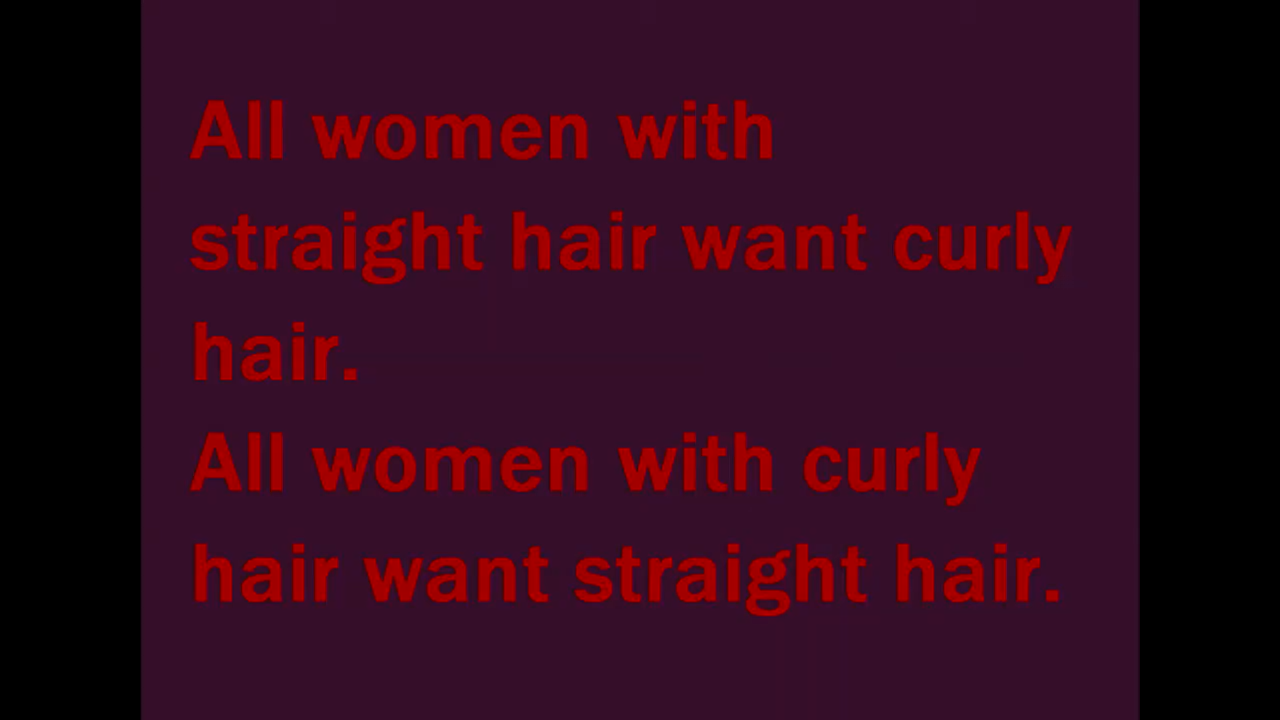 All women with
straight hair want curly
hair.
All women with curly
hair want straight hair.